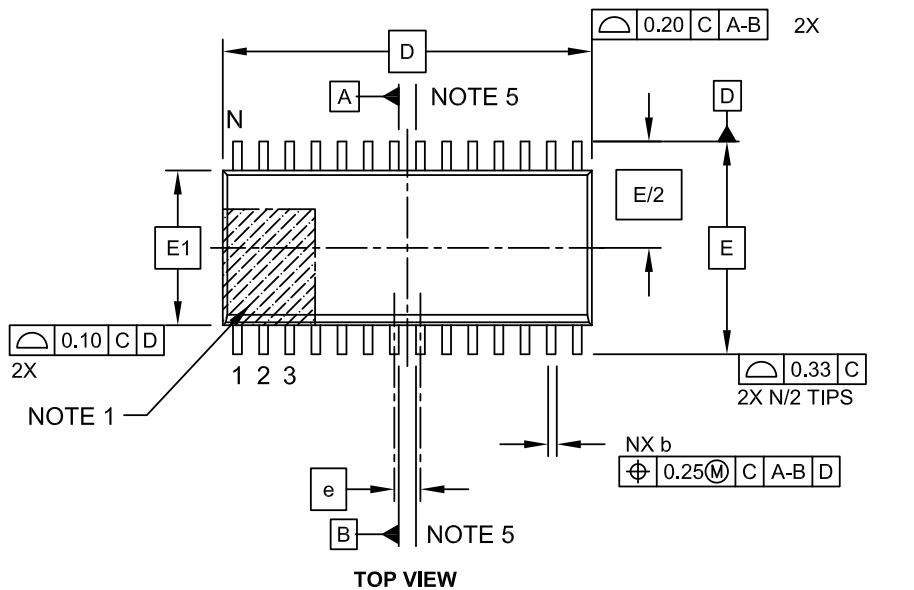 0.20 C A-B 2X
D
A NOTE 5
D
N
E/2
E1
E
0.10 C D
2X
0.33 C
2X N/2 TIPS
1 2 3
NOTE 1
NX b
0.25Ⓜ C A-B D
e
B NOTE 5
TOP VIEW